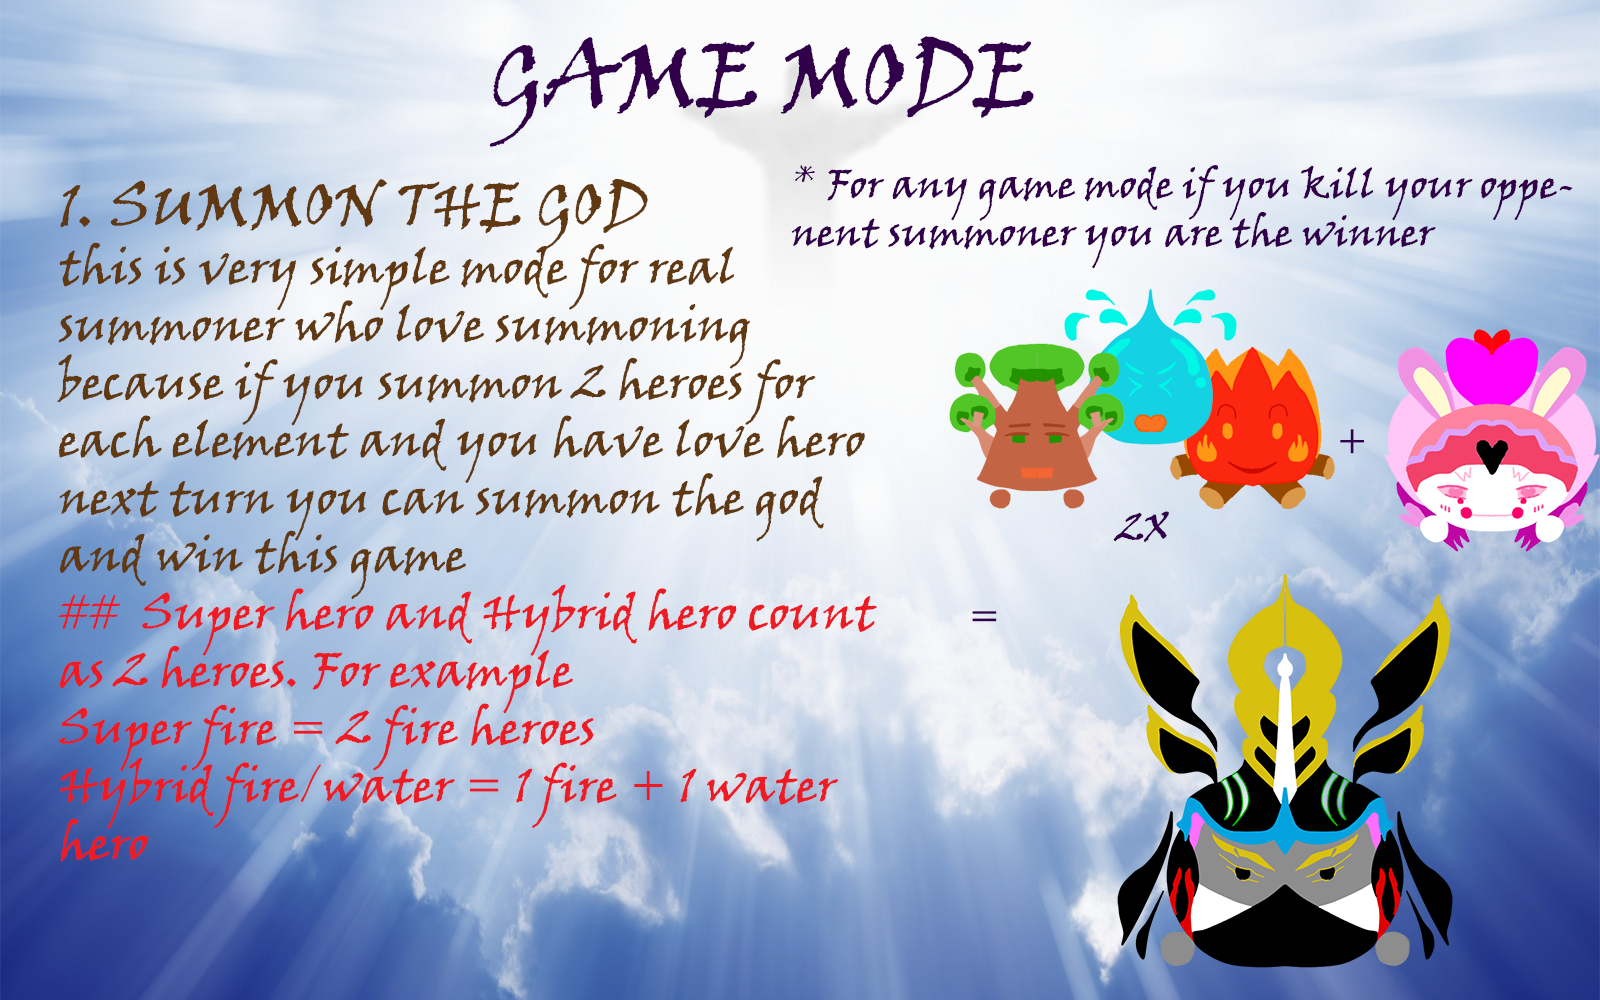 GAME MODE
1. SUMMON THE GOD
this is very simple mode for real
summoner who love summoning
because if you summon 2 heroes for
each element and you have love hero
next turn you can summon the god
and win this game
## Super hero and Hybrid hero count
as 2 heroes. For example
Super fire = 2 fire heroes
Hybrid fire/water = 1 fire + 1 water
hero
* For any game mode if you kill your oppe-
nent summoner you are the winner
+
2X
=